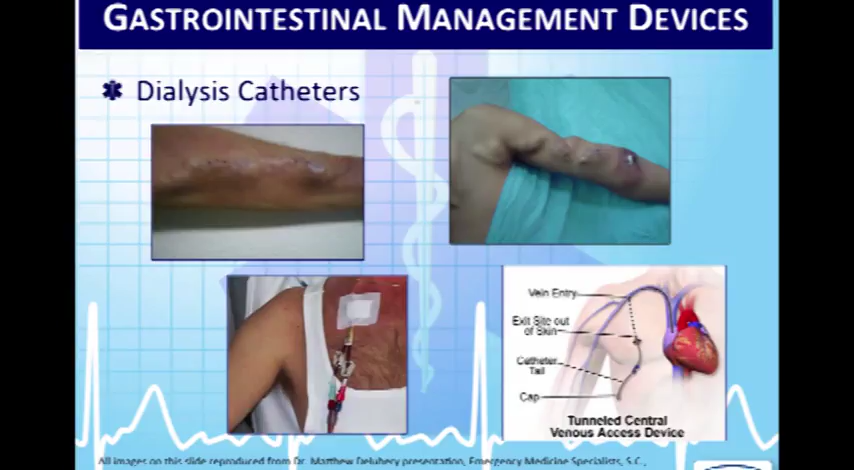 GASTROINTESTINAL MANAGEMENT DEVICES
Dialysis Catheters
Vein Entry
Exit Site out
of Skin
Catheter
Tail
Cap
Tunneled Central
Venous Access Device
All images on this slide reproduced from Dr. Matthew Deluhery presentation, Emergency Medicine Specialists, S.C.,